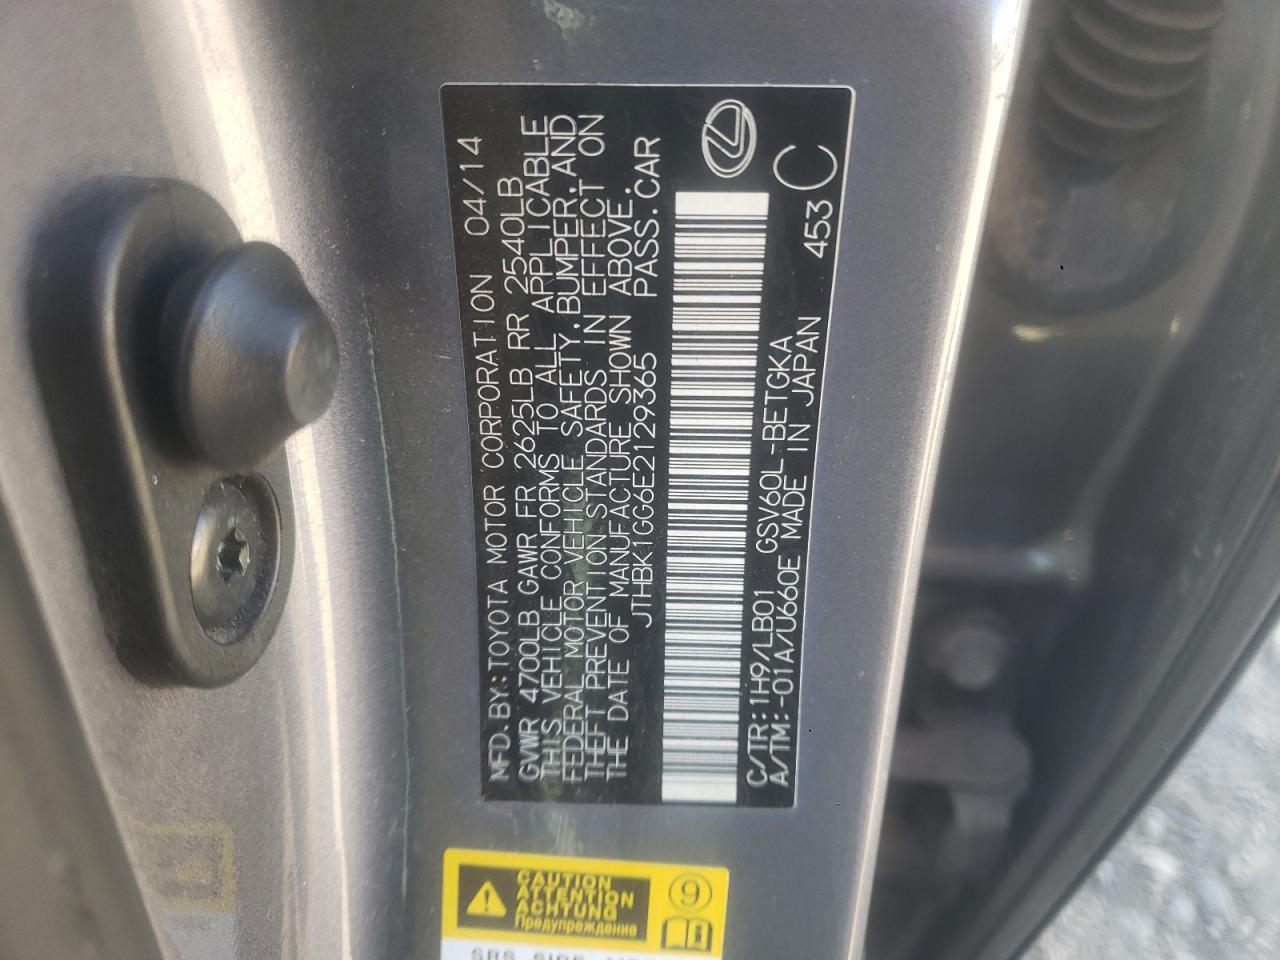 MFD.BY:TOYOTA MOTOR CORPORATION 04/14
GVWR 4700LB GAWR FR 2625LB RR 2540LB
THIS VEHICLE CONFORMS TO ALL APPLICABLE
FEDERAL MOTOR VEHICLE SAFETY,BUMPER,AND
THEFT PREVENTION STANDARDS IN EFFECT ON
THE DATE OF MANUFACTURE SHOWN ABOVE.
JTHBK1GG6E2129365 PASS.CAR
C/TR:1H9/LB01 GSV60L-BETGKA
A/TM:-01A/U660E MADE IN JAPAN 453 C
CAUTION
ATTENTION
ACHTUNG
Предупреждение
9
SRS SIDE